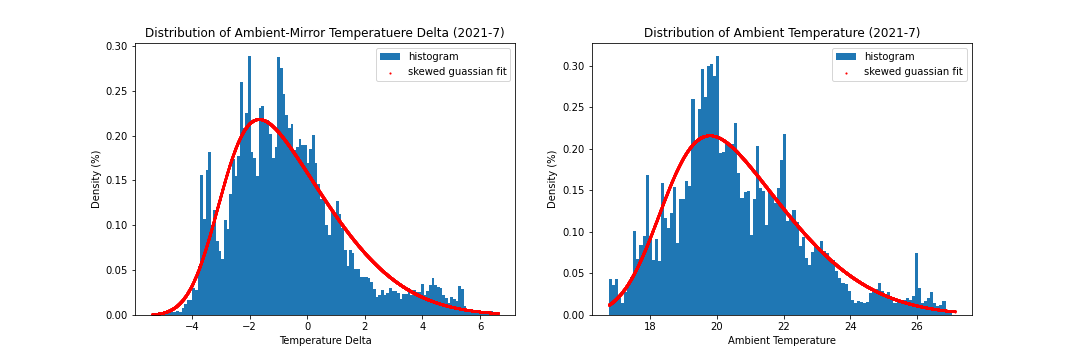 Distribution of Ambient-Mirror Temperatuere Delta (2021-7)
histogram
skewed guassian fit
Density (%)
0.30
0.25
0.20
0.15
0.10
0.05
0.00
−4
−2
0
2
4
6
Temperature Delta
Distribution of Ambient Temperature (2021-7)
histogram
skewed guassian fit
Density (%)
0.30
0.25
0.20
0.15
0.10
0.05
0.00
18
20
22
24
26
Ambient Temperature